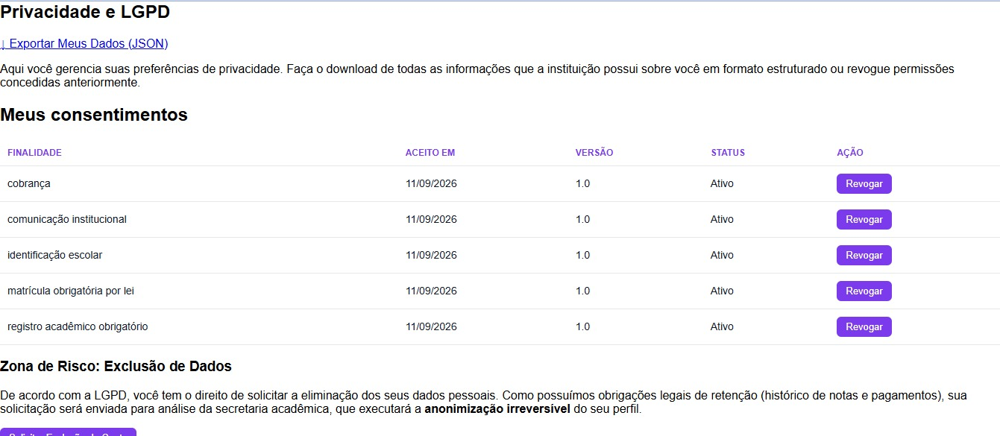 Privacidade e LGPD
↓ Exportar Meus Dados (JSON)
Aqui você gerencia suas preferências de privacidade. Faça o download de todas as informações que a instituição possui sobre você em formato estruturado ou revogue permissões
concedidas anteriormente.
Meus consentimentos
FINALIDADE ACEITO EM VERSÃO STATUS AÇÃO
cobrança 11/09/2026 1.0 Ativo Revogar
comunicação institucional 11/09/2026 1.0 Ativo Revogar
identificação escolar 11/09/2026 1.0 Ativo Revogar
matrícula obrigatória por lei 11/09/2026 1.0 Ativo Revogar
registro acadêmico obrigatório 11/09/2026 1.0 Ativo Revogar
Zona de Risco: Exclusão de Dados
De acordo com a LGPD, você tem o direito de solicitar a eliminação dos seus dados pessoais. Como possuímos obrigações legais de retenção (histórico de notas e pagamentos), sua
solicitação será enviada para análise da secretaria acadêmica, que executará a anonimização irreversível do seu perfil.